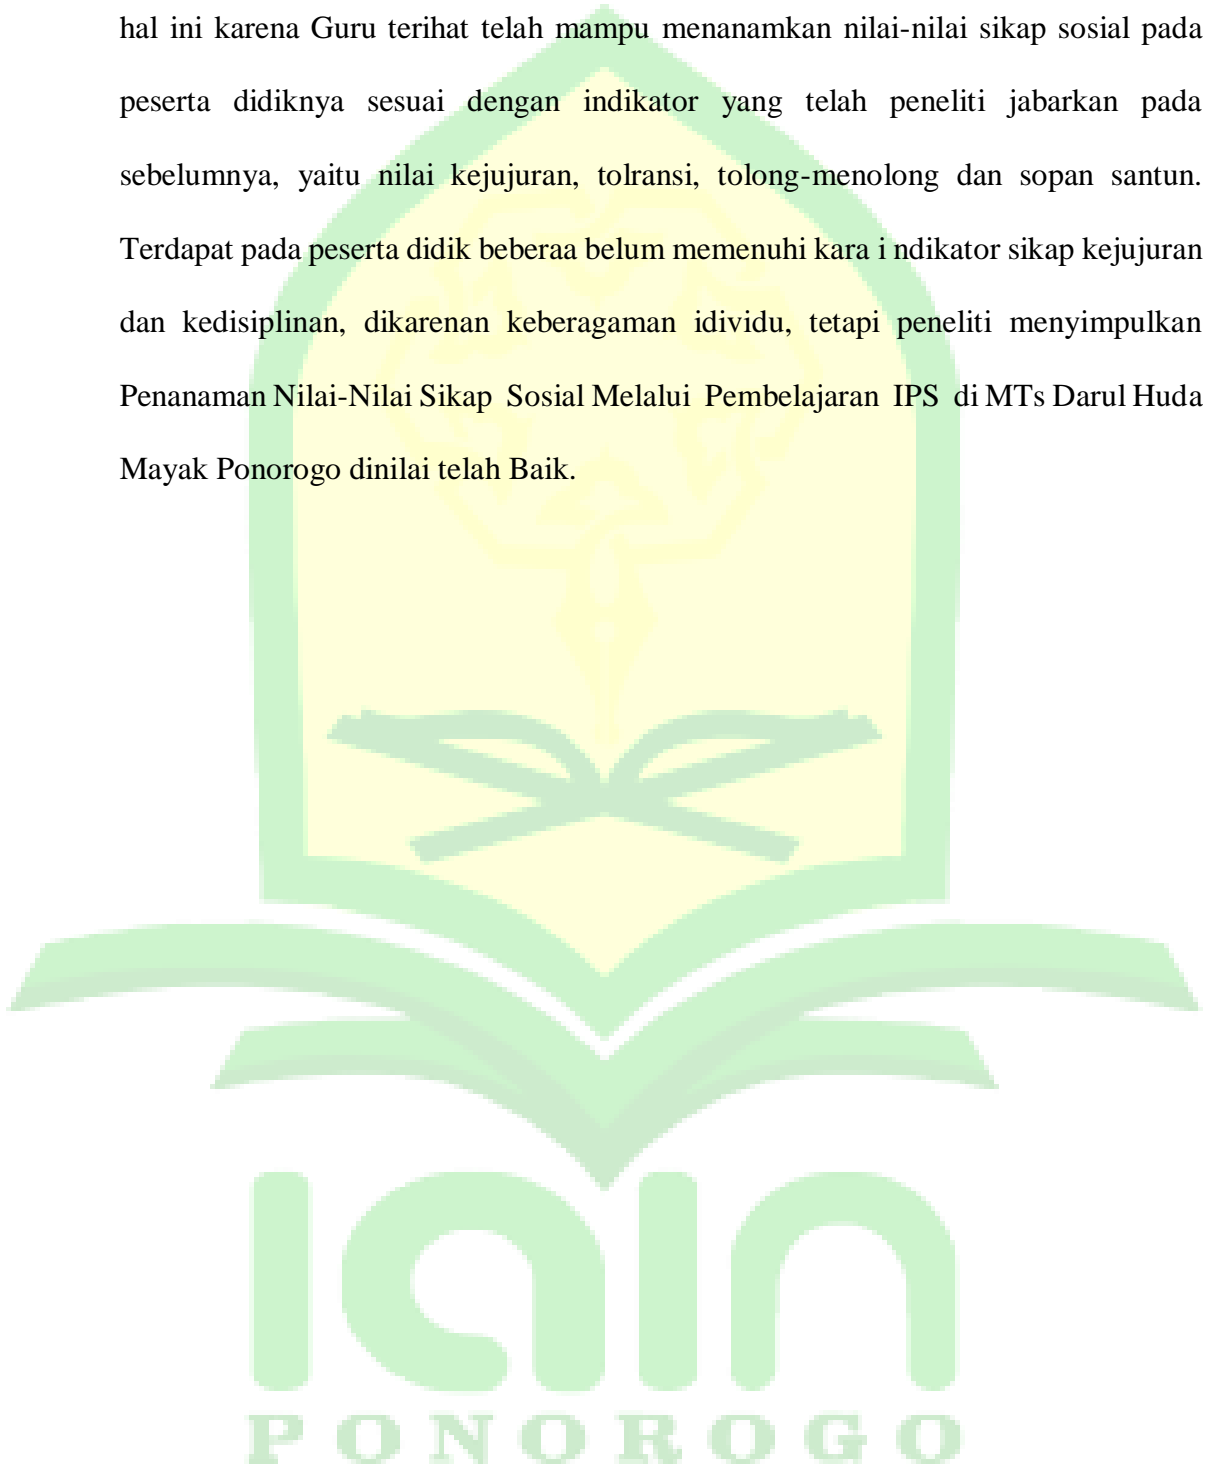 hal ini karena Guru terihat telah mampu menanamkan nilai-nilai sikap sosial pada
peserta didiknya sesuai dengan indikator yang telah peneliti jabarkan pada
sebelumnya, yaitu nilai kejujuran, tolransi, tolong-menolong dan sopan santun.
Terdapat pada peserta didik beberaa belum memenuhi kara i ndikator sikap kejujuran
dan kedisiplinan, dikarenan keberagaman idividu, tetapi peneliti menyimpulkan
Penanaman Nilai-Nilai Sikap Sosial Melalui Pembelajaran IPS di MTs Darul Huda
Mayak Ponorogo dinilai telah Baik.
iain
PONOROGO